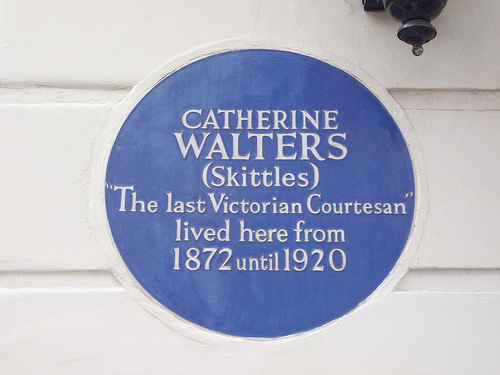 CATHERINE
WALTERS
(Skittles)
"The last Victorian Courtesan"
lived here from
1872 until 1920